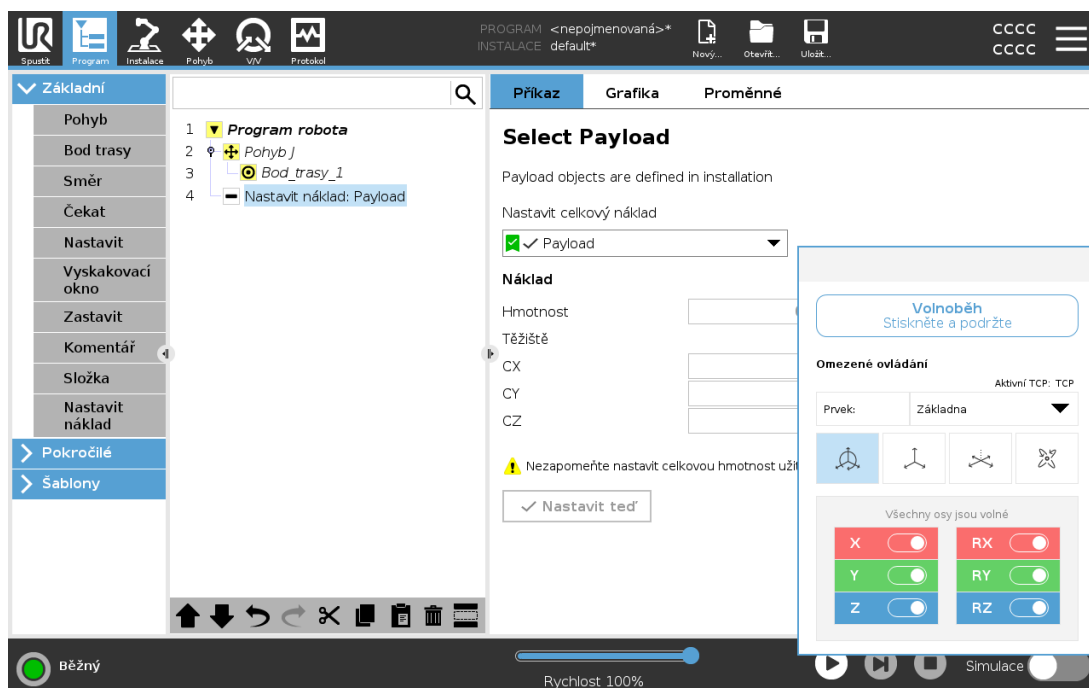 UR
PROGRAM <nepojmenovaná>*
INSTALACE default*
CCCC
CCCC
Spustit
Program
Instalace
Pohyb
V/V
Protokol
Nový...
Otevřít...
Uložit...
Základní
Pohyb
Bod trasy
Směr
Čekat
Nastavit
Vyskakovací
okno
Zastavit
Komentář
Složka
Nastavit
náklad
Pokročilé
Šablony
1 Program robota
2 Pohyb J
3 Bod_trasy_1
4 Nastavit náklad: Payload
Příkaz Grafika Proměnné
Select Payload
Payload objects are defined in installation
Nastavit celkový náklad
Payload
Náklad
Hmotnost
Těžiště
CX
CY
CZ
Nezapomeňte nastavit celkovou hmotnost
Nastavit teď
Volnoběh
Stiskněte a podržte
Omezené ovládání
Aktivní TCP: TCP
Prvek: Základna
Všechny osy jsou volné
X RX
Y RY
Z RZ
Běžný
Rychlost 100%
Simulace